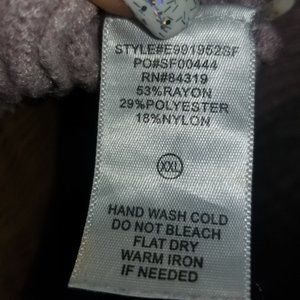 STYLE#E901952SF
PO#SF00444
RN#84319
53%RAYON
29%POLYESTER
18%NYLON
XXL
HAND WASH COLD
DO NOT BLEACH
FLAT DRY
WARM IRON
IF NEEDED